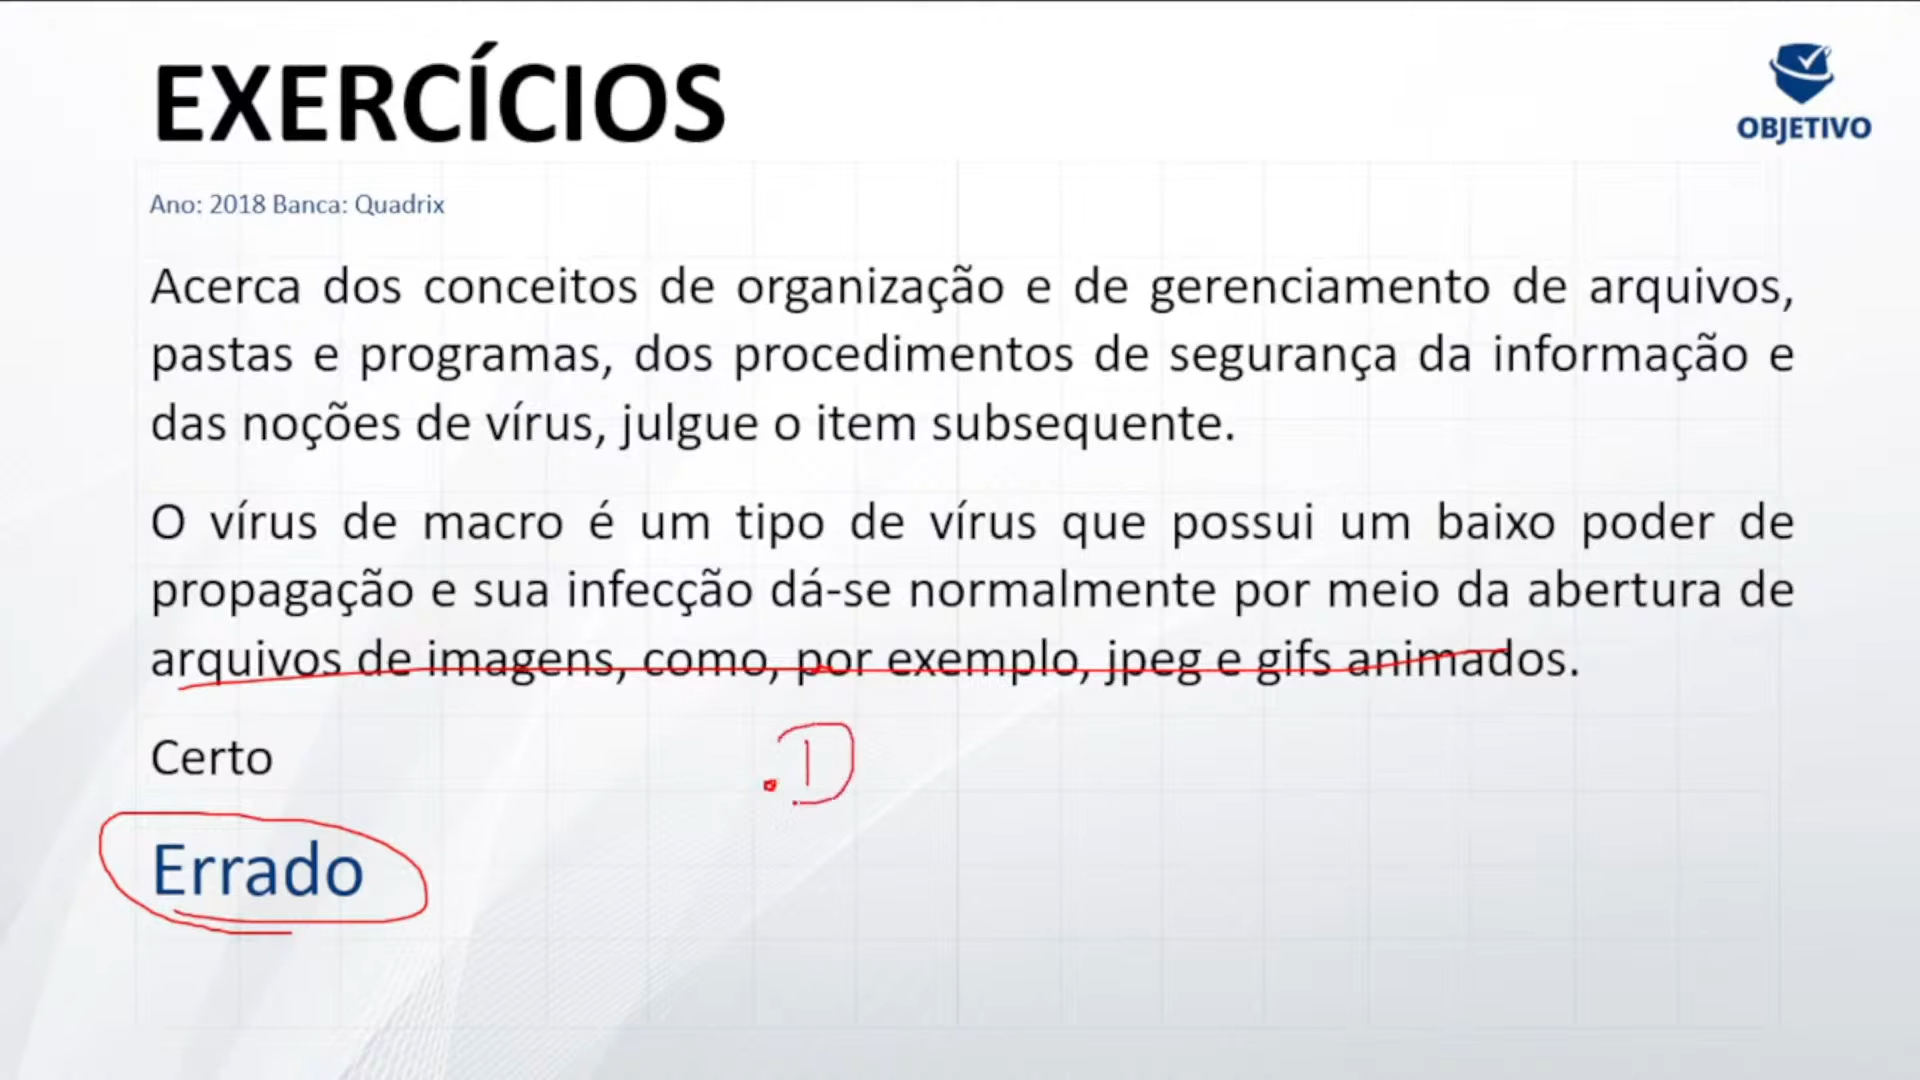 EXERCÍCIOS
OBJETIVO
Ano: 2018 Banca: Quadrix
Acerca dos conceitos de organização e de gerenciamento de arquivos,
pastas e programas, dos procedimentos de segurança da informação e
das noções de vírus, julgue o item subsequente.
O vírus de macro é um tipo de vírus que possui um baixo poder de
propagação e sua infecção dá-se normalmente por meio da abertura de
arquivos de imagens, como, por exemplo, jpeg e gifs animados.
Certo
.D
Errado